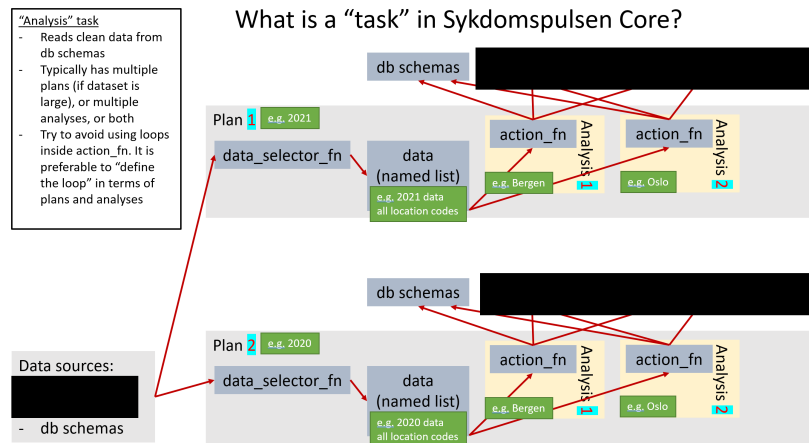 What is a “task” in Sykdomspulsen Core?
“Analysis” task
- Reads clean data from
db schemas
- Typically has multiple
plans (if dataset is
large), or multiple
analyses, or both
- Try to avoid using loops
inside action_fn. It is
preferable to “define
the loop” in terms of
plans and analyses
db schemas
Plan 1
e.g. 2021
data_selector_fn
data
(named list)
e.g. 2021 data
all location codes
action_fn
e.g. Bergen
Analysis 1
action_fn
e.g. Oslo
Analysis 2
db schemas
Plan 2
e.g. 2020
data_selector_fn
data
(named list)
e.g. 2020 data
all location codes
action_fn
e.g. Bergen
Analysis 1
action_fn
e.g. Oslo
Analysis 2
Data sources:
- db schemas